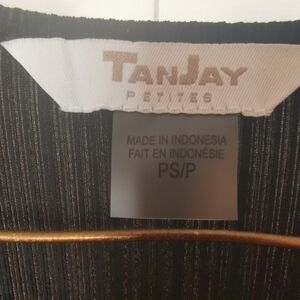 TANJAY
PETITES
MADE IN INDONESIA
FAIT EN INDONÉSIE
PS/P